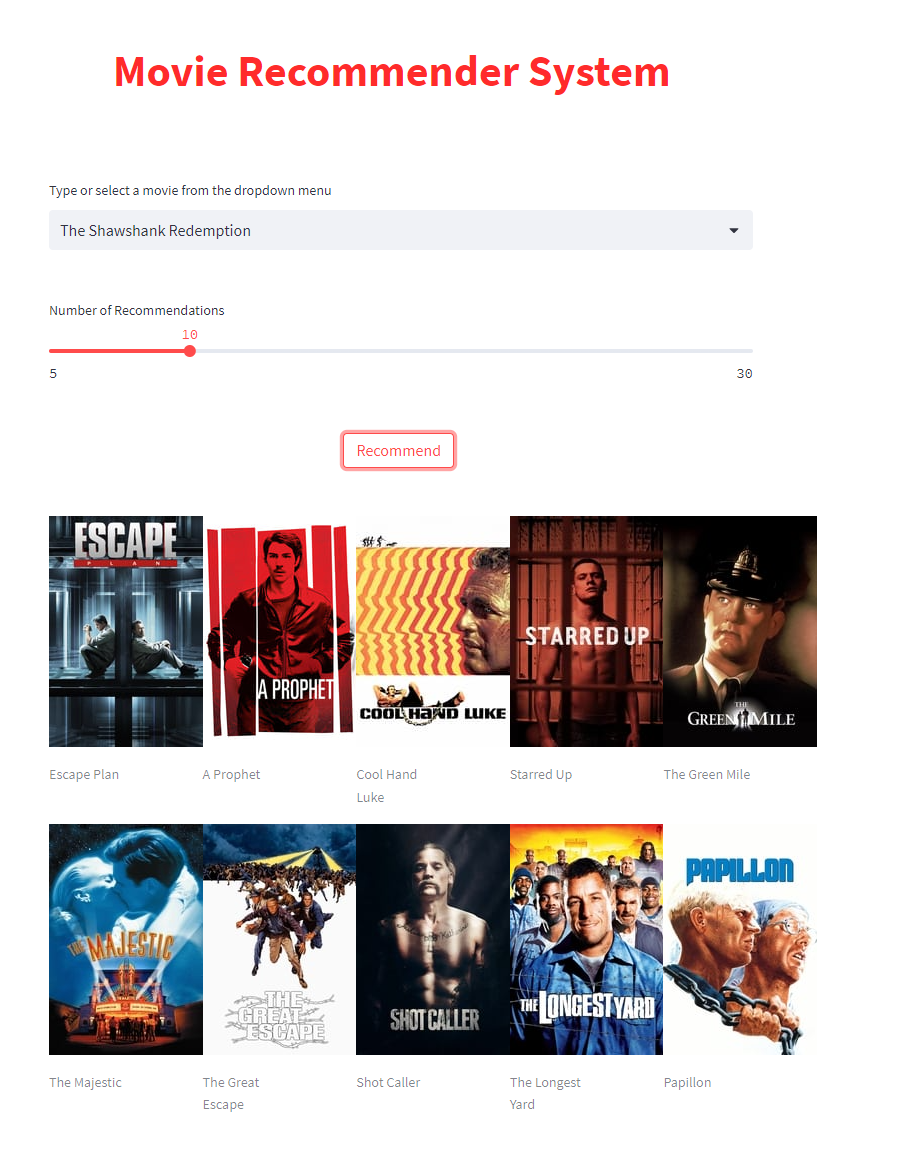 Movie Recommender System
Type or select a movie from the dropdown menu
The Shawshank Redemption
Number of Recommendations
10
5
30
Recommend
ESCAPE
PLAN
A PROPHET
COOL HAND LUKE
STARRED UP
THE
GREEN MILE
Escape Plan
A Prophet
Cool Hand
Luke
Starred Up
The Green Mile
THE MAJESTIC
THE
GREAT
ESCAPE
SHOT CALLER
THE LONGEST YARD
PAPILLON
The Majestic
The Great
Escape
Shot Caller
The Longest
Yard
Papillon